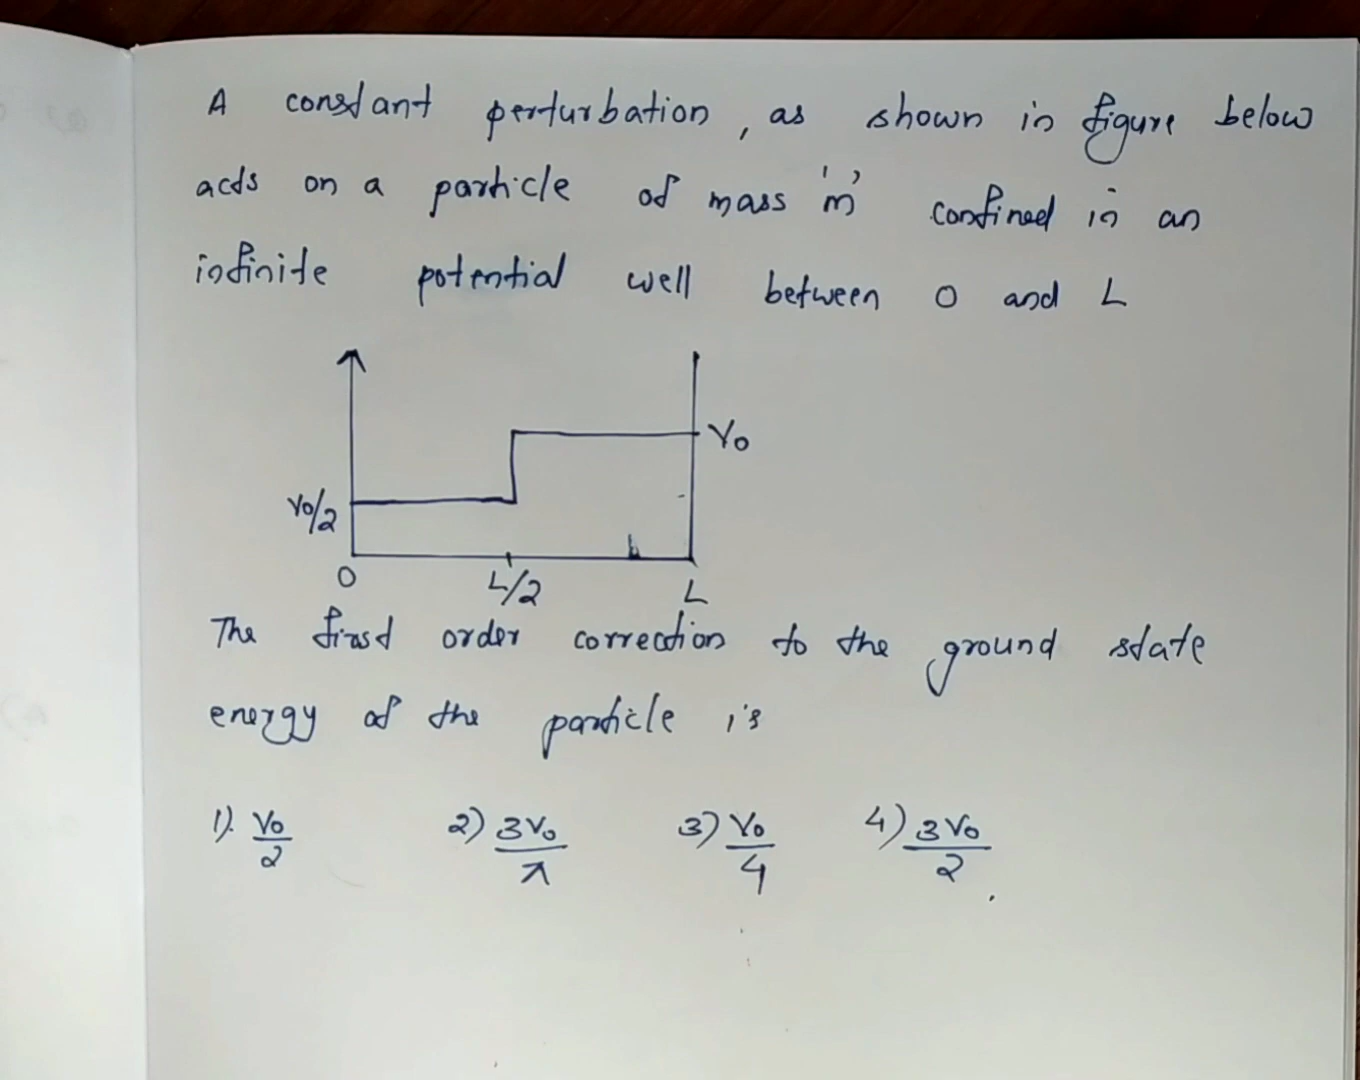 A constant perturbation, as shown in figure below
acts on a particle of mass 'm' confined in an
infinite potential well between 0 and L
V0
V0/2
0 L/2 L
The first order correction to the ground state
energy of the particle is
1). V0/2 2) 3V0/π 3) V0/4 4) 3V0/2.